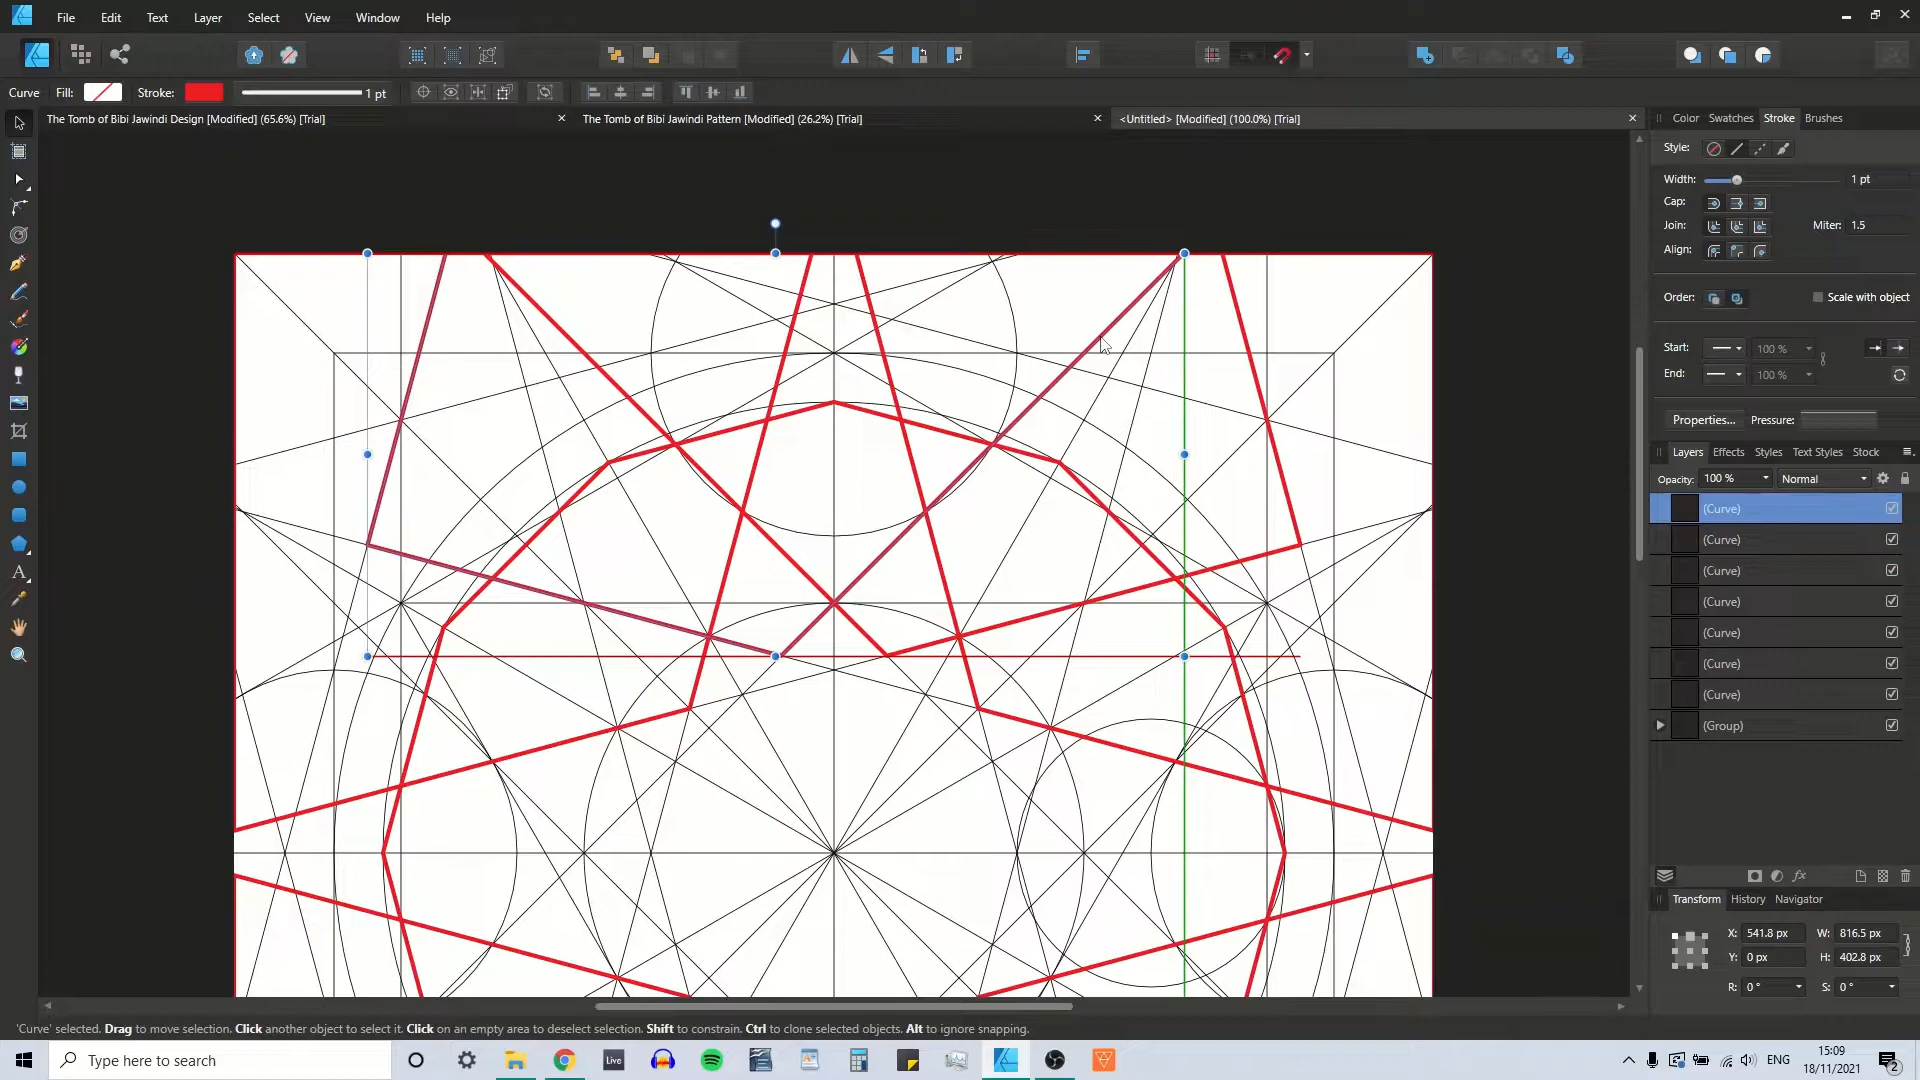 File Edit Text Layer Select View Window Help
Curve Fill: Stroke: 1 pt
The Tomb of Bibi Jawindi Design [Modified] (65.6%) [Trial]
The Tomb of Bibi Jawindi Pattern [Modified] (26.2%) [Trial]
<Untitled> [Modified] (100.0%) [Trial]
Color Swatches Stroke Brushes
Style:
Width: 1 pt
Cap:
Join: Miter: 1.5
Align:
Order: Scale with object
Start: 100 %
End: 100 %
Properties... Pressure:
Layers Effects Styles Text Styles Stock
Opacity: 100 % Normal
(Curve)
(Curve)
(Curve)
(Curve)
(Curve)
(Curve)
(Curve)
(Group)
Transform History Navigator
X: 541.8 px W: 816.5 px
Y: 0 px H: 402.8 px
R: 0 ° S: 0 °
'Curve' selected. Drag to move selection. Click another object to select it. Click on an empty area to deselect selection. Shift to constrain. Ctrl to clone selected objects. Alt to ignore snapping.
Type here to search
Live
ENG
15:09
18/11/2021
2